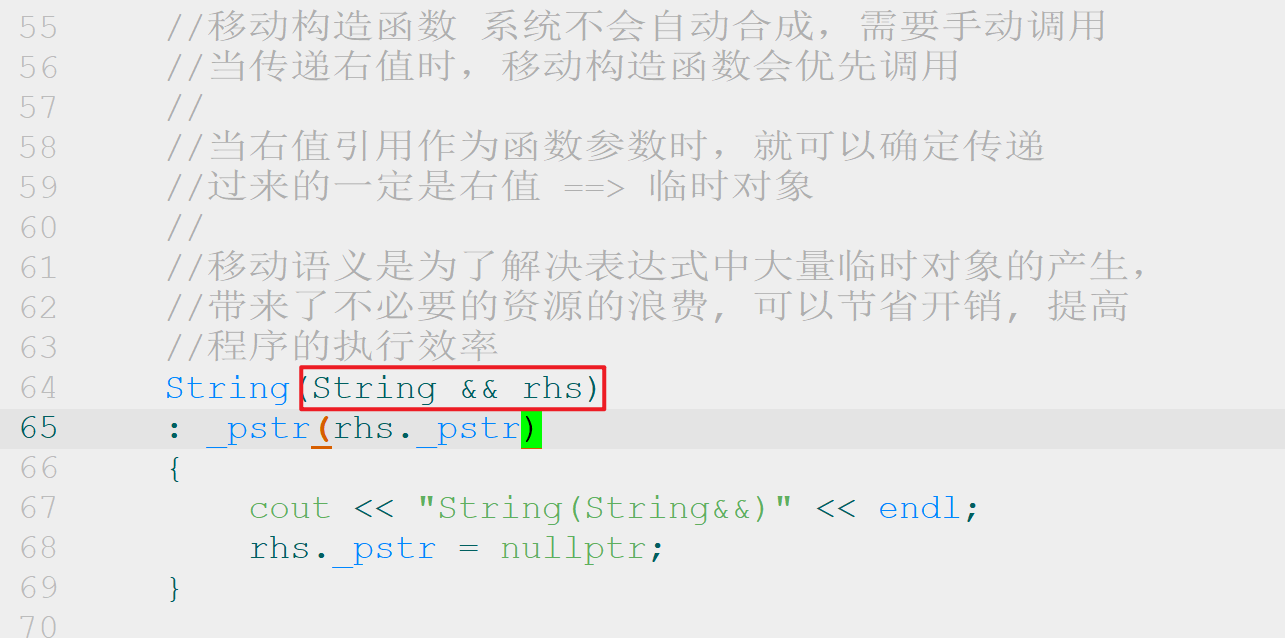 55 //移动构造函数 系统不会自动合成，需要手动调用
56 //当传递右值时，移动构造函数会优先调用
57 //
58 //当右值引用作为函数参数时，就可以确定传递
59 //过来的一定是右值 ==> 临时对象
60 //
61 //移动语义是为了解决表达式中大量临时对象的产生，
62 //带来了不必要的资源的浪费, 可以节省开销, 提高
63 //程序的执行效率
64 String(String && rhs)
65 : _pstr(rhs._pstr)
66 {
67 cout << "String(String&&)" << endl;
68 rhs._pstr = nullptr;
69 }
70